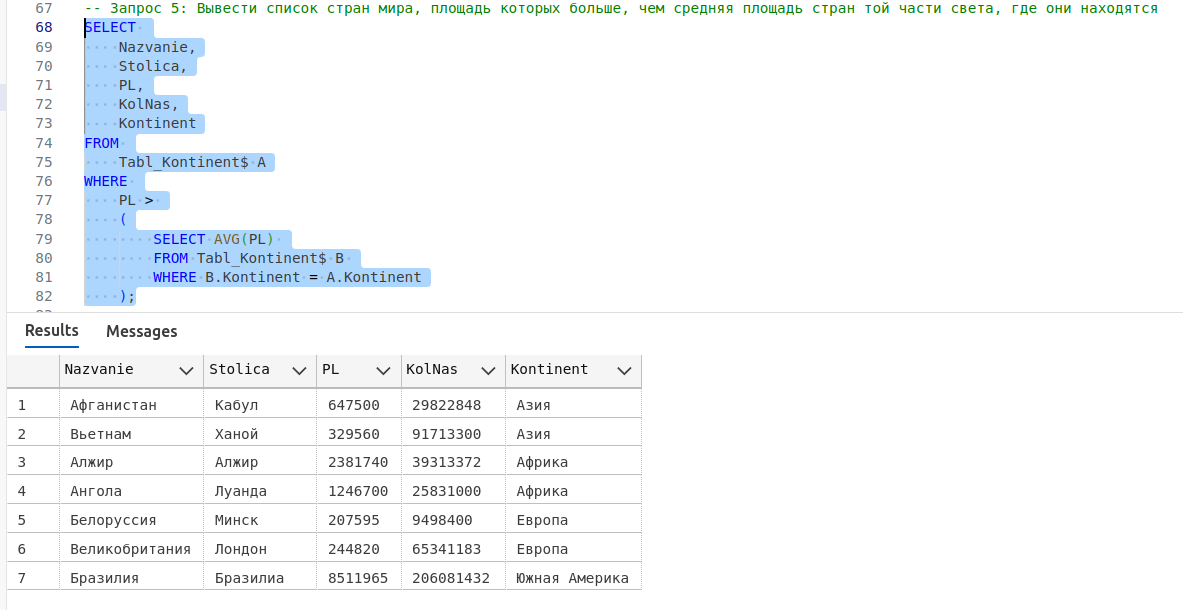 67 -- Запрос 5: Вывести список стран мира, площадь которых больше, чем средняя площадь стран той части света, где они находятся
68 SELECT
69 Nazvanie,
70 Stolica,
71 PL,
72 KolNas,
73 Kontinent
74 FROM
75 Tabl_Kontinent$ A
76 WHERE
77 PL >
78 (
79 SELECT AVG(PL)
80 FROM Tabl_Kontinent$ B
81 WHERE B.Kontinent = A.Kontinent
82 );
Results Messages
Nazvanie Stolica PL KolNas Kontinent
1 Афганистан Кабул 647500 29822848 Азия
2 Вьетнам Ханой 329560 91713300 Азия
3 Алжир Алжир 2381740 39313372 Африка
4 Ангола Луанда 1246700 25831000 Африка
5 Белоруссия Минск 207595 9498400 Европа
6 Великобритания Лондон 244820 65341183 Европа
7 Бразилия Бразилиа 8511965 206081432 Южная Америка